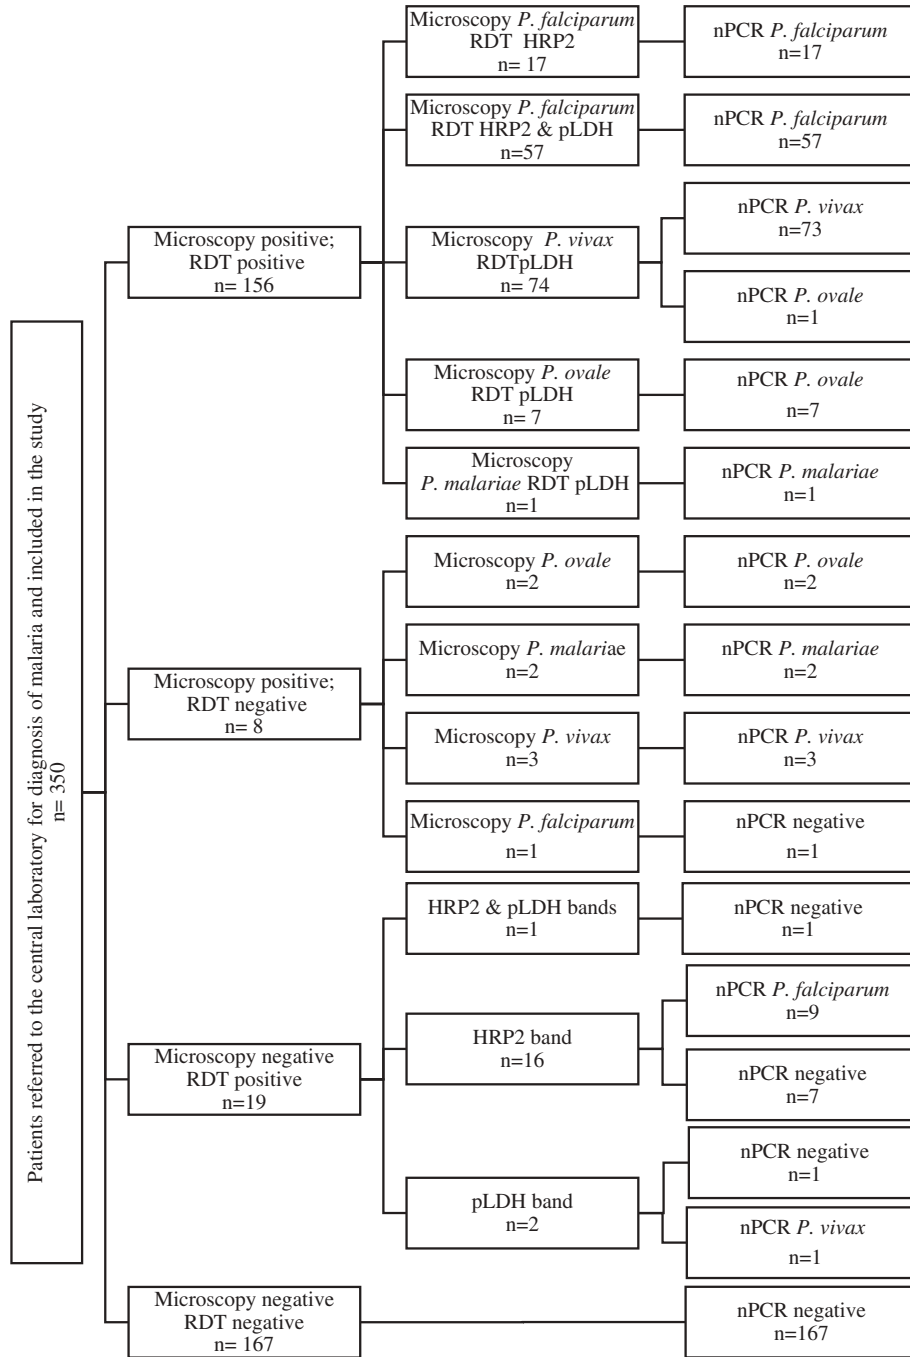 Patients referred to the central laboratory for diagnosis of malaria and included in the study
n= 350
Microscopy positive;
RDT positive
n= 156
Microscopy P. falciparum
RDT HRP2
n= 17
nPCR P. falciparum
n=17
Microscopy P. falciparum
RDT HRP2 & pLDH
n=57
nPCR P. falciparum
n=57
Microscopy P. vivax
RDTpLDH
n= 74
nPCR P. vivax
n=73
nPCR P. ovale
n=1
Microscopy P. ovale
RDT pLDH
n= 7
nPCR P. ovale
n=7
Microscopy
P. malariae RDT pLDH
n=1
nPCR P. malariae
n=1
Microscopy positive;
RDT negative
n= 8
Microscopy P. ovale
n=2
nPCR P. ovale
n=2
Microscopy P. malariae
n=2
nPCR P. malariae
n=2
Microscopy P. vivax
n=3
nPCR P. vivax
n=3
Microscopy P. falciparum
n=1
nPCR negative
n=1
Microscopy negative
RDT positive
n=19
HRP2 & pLDH bands
n=1
nPCR negative
n=1
HRP2 band
n=16
nPCR P. falciparum
n=9
nPCR negative
n=7
pLDH band
n=2
nPCR negative
n=1
nPCR P. vivax
n=1
Microscopy negative
RDT negative
n= 167
nPCR negative
n=167